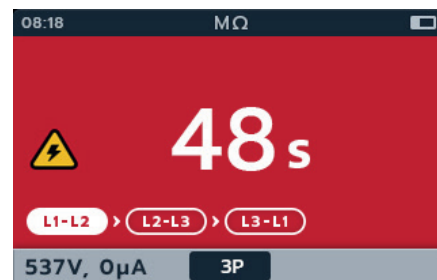 08:18 MΩ
48 s
L1-L2 > L2-L3 > L3-L1
537V, 0µA 3P